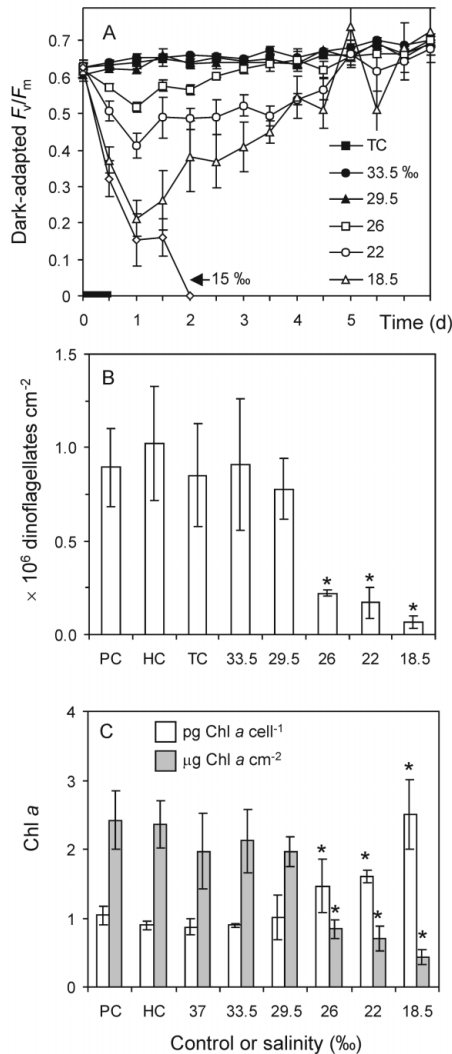 A
Dark-adapted Fv/Fm
0.7
0.6
0.5
0.4
0.3
0.2
0.1
0
TC
33.5 ‰
29.5
26
22
18.5
15 ‰
0 1 2 3 4 5 Time (d)
B
× 10⁶ dinoflagellates cm⁻²
1.5
1.0
0.5
0.0
* * *
PC HC TC 33.5 29.5 26 22 18.5
C
pg Chl a cell⁻¹
µg Chl a cm⁻²
Chl a
4
3
2
1
0
* * *
* * *
PC HC 37 33.5 29.5 26 22 18.5
Control or salinity (‰)